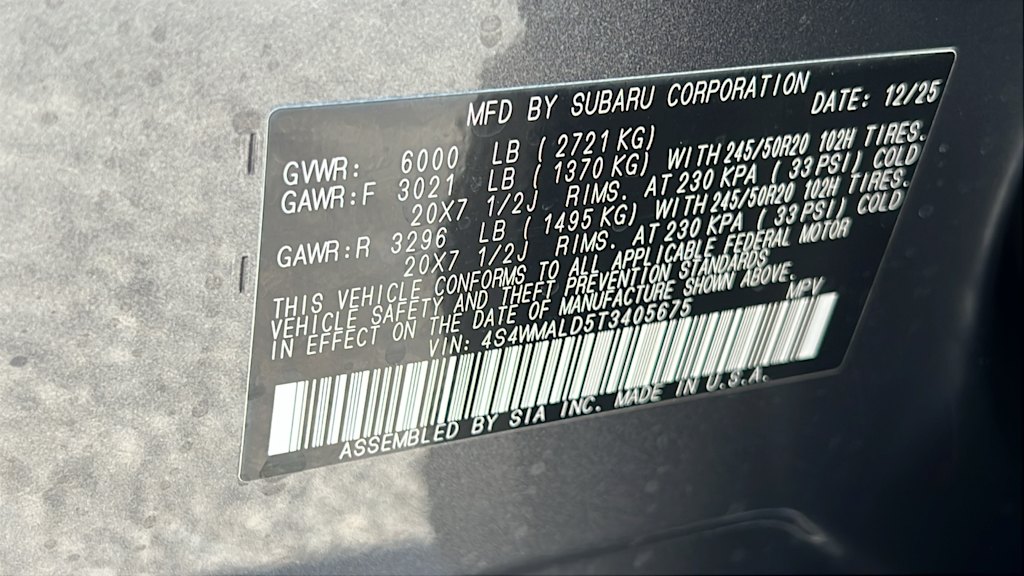 MFD BY SUBARU CORPORATION DATE: 12/25
GVWR: 6000 LB (2721 KG)
GAWR:F 3021 LB (1370 KG) WITH 245/50R20 102H TIRES.
20X7 1/2J RIMS. AT 230 KPA (33 PSI) COLD
GAWR:R 3296 LB (1495 KG) WITH 245/50R20 102H TIRES.
20X7 1/2J RIMS. AT 230 KPA (33 PSI) COLD
THIS VEHICLE CONFORMS TO ALL APPLICABLE FEDERAL MOTOR
VEHICLE SAFETY AND THEFT PREVENTION STANDARDS
IN EFFECT ON THE DATE OF MANUFACTURE SHOWN ABOVE.
VIN: 4S4WMALD5T3405675 MPV
ASSEMBLED BY SIA INC. MADE IN U.S.A.